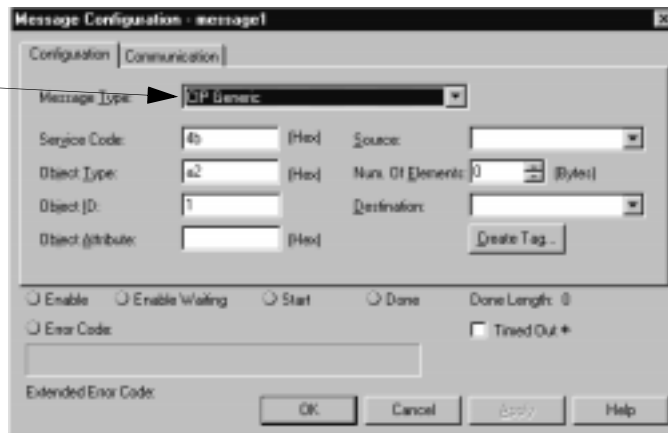 Message Configuration - message1
Configuration Communication
Message Type: CIP Generic
Service Code: 4b (Hex) Source:
Object Type: a2 (Hex) Num. Of Elements: 0 (Bytes)
Object ID: 1 Destination:
Object Attribute: (Hex) Create Tag...
Enable Enable Waiting Start Done Done Length: 0
Error Code: Timed Out ←
Extended Error Code:
OK Cancel Apply Help